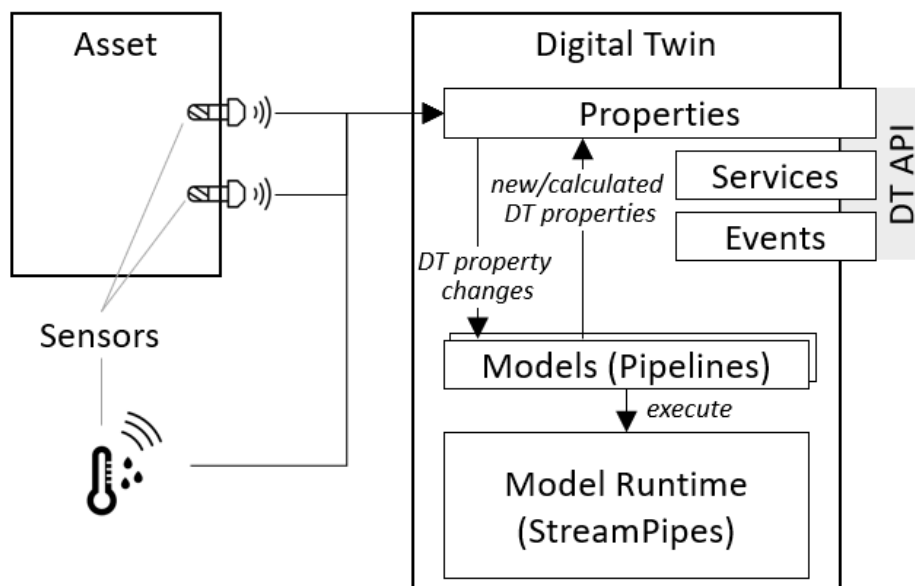 Asset
Digital Twin
Properties
Services
Events
DT API
new/calculated
DT properties
DT property
changes
Sensors
Models (Pipelines)
execute
Model Runtime
(StreamPipes)